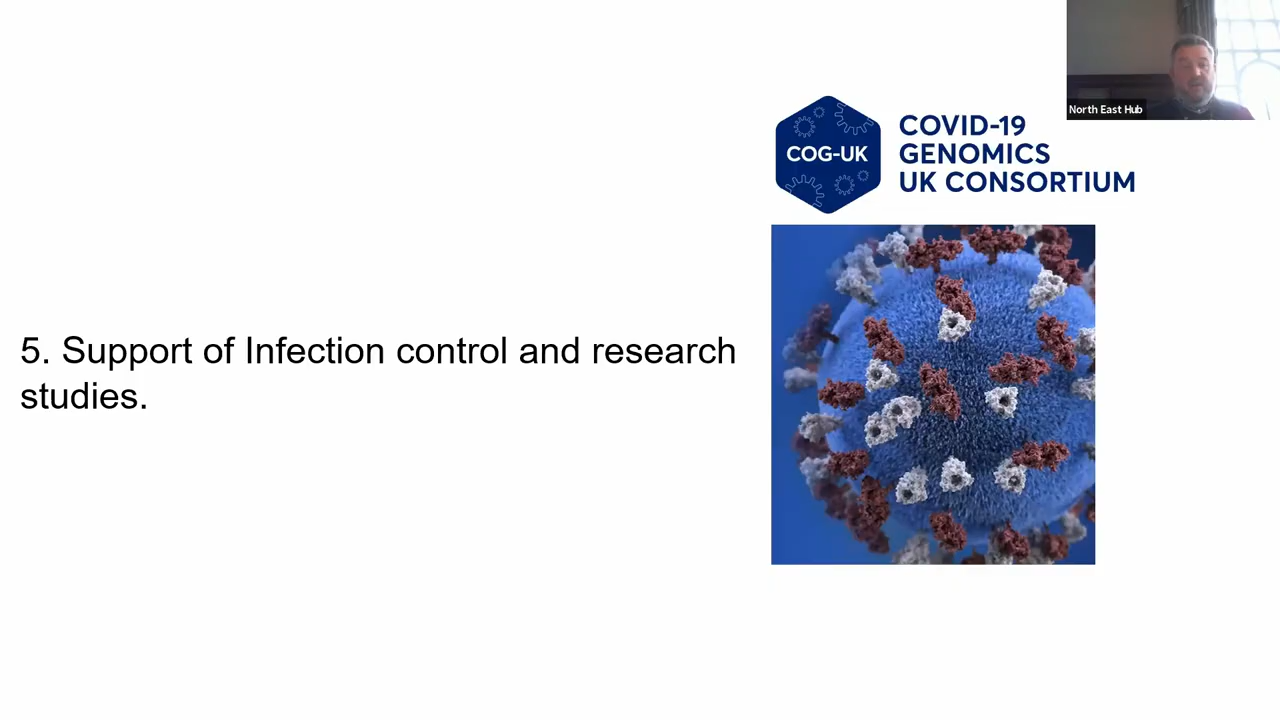 North East Hub
COG-UK
COVID-19
GENOMICS
UK CONSORTIUM
5. Support of Infection control and research
studies.